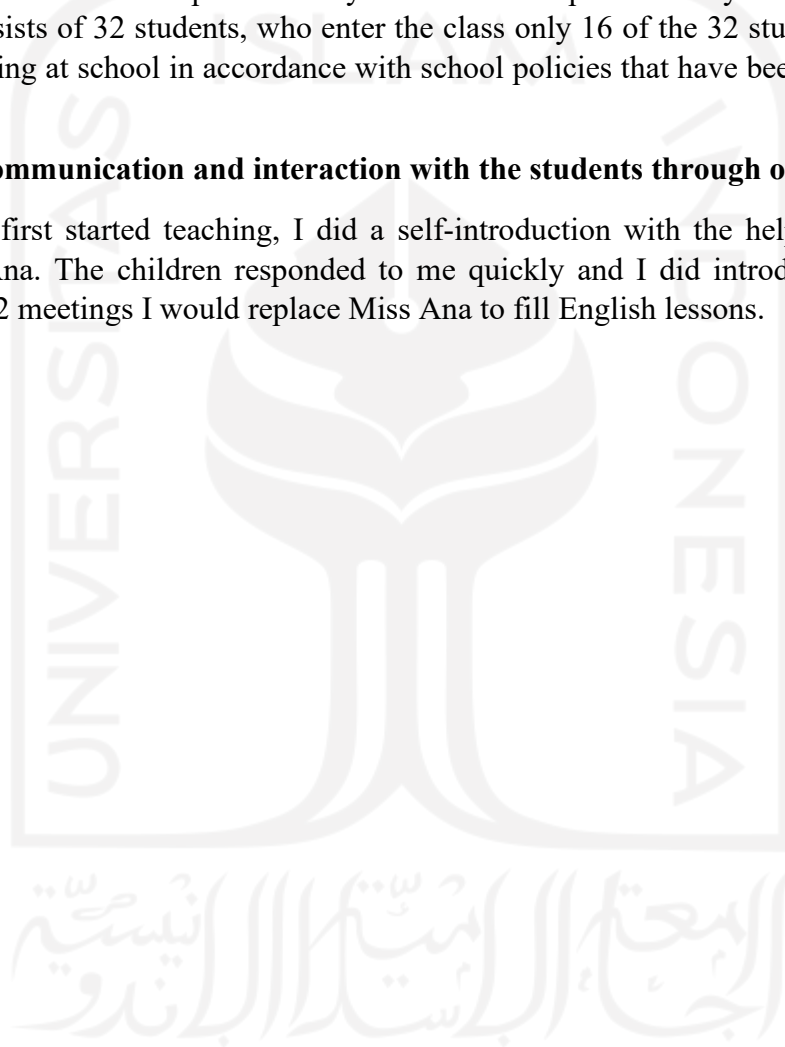 sists of 32 students, who enter the class only 16 of the 32 stu
ing at school in accordance with school policies that have bee
ommunication and interaction with the students through o
first started teaching, I did a self-introduction with the hel
na. The children responded to me quickly and I did introd
2 meetings I would replace Miss Ana to fill English lessons.
UNIVERSITAS
ISLAM
INDONESIA